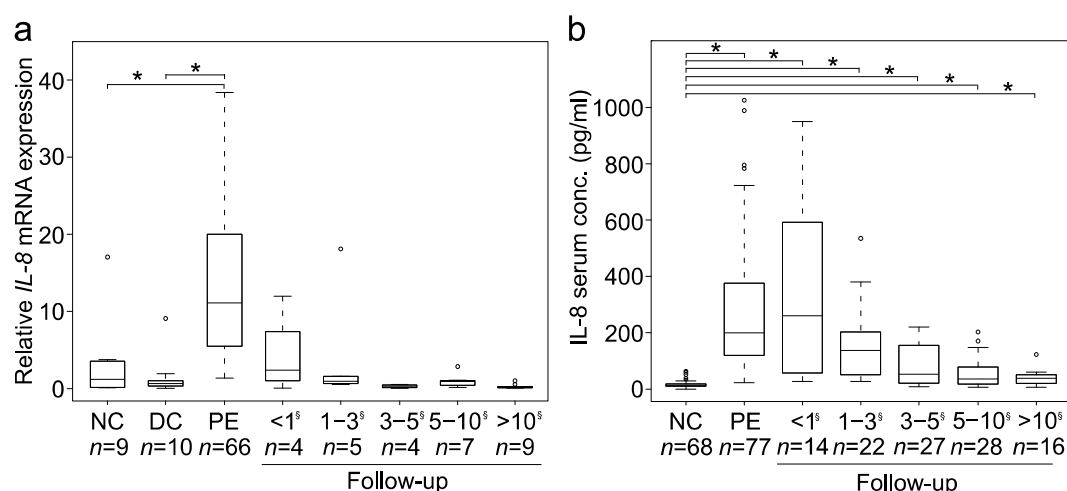 a
Relative IL-8 mRNA expression
40
30
20
10
0
* *
NC DC PE <1§ 1−3§ 3−5§ 5−10§ >10§
n=9 n=10 n=66 n=4 n=5 n=4 n=7 n=9
Follow-up
b
IL-8 serum conc. (pg/ml)
1000
800
600
400
200
0
* * * * * *
NC PE <1§ 1−3§ 3−5§ 5−10§ >10§
n=68 n=77 n=14 n=22 n=27 n=28 n=16
Follow-up